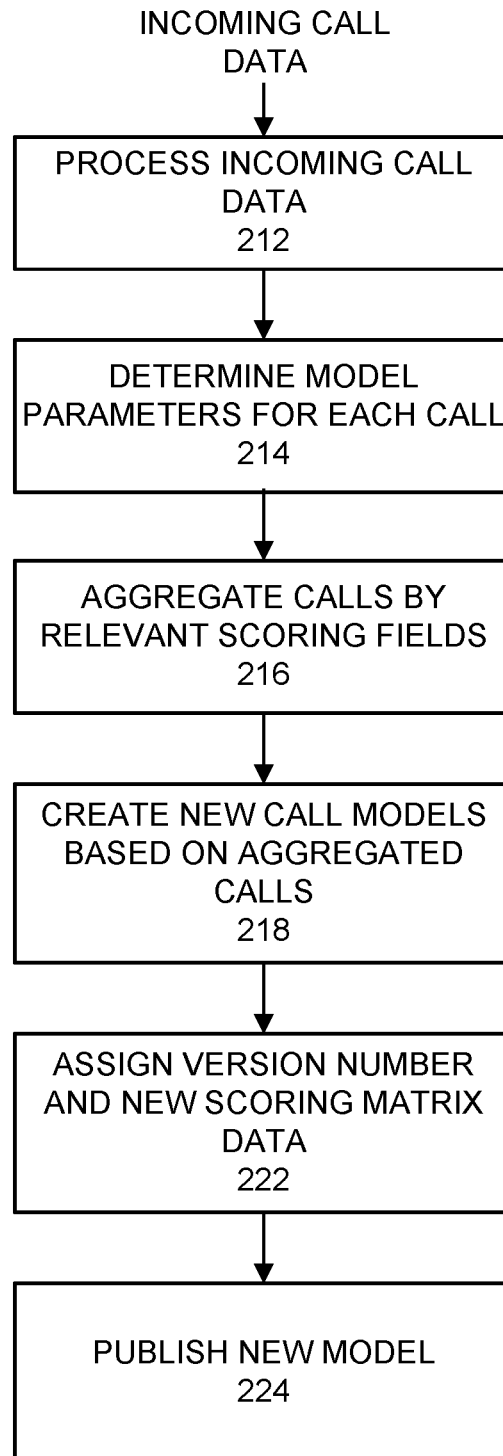 INCOMING CALL
DATA
PROCESS INCOMING CALL
DATA
212
DETERMINE MODEL
PARAMETERS FOR EACH CALL
214
AGGREGATE CALLS BY
RELEVANT SCORING FIELDS
216
CREATE NEW CALL MODELS
BASED ON AGGREGATED
CALLS
218
ASSIGN VERSION NUMBER
AND NEW SCORING MATRIX
DATA
222
PUBLISH NEW MODEL
224